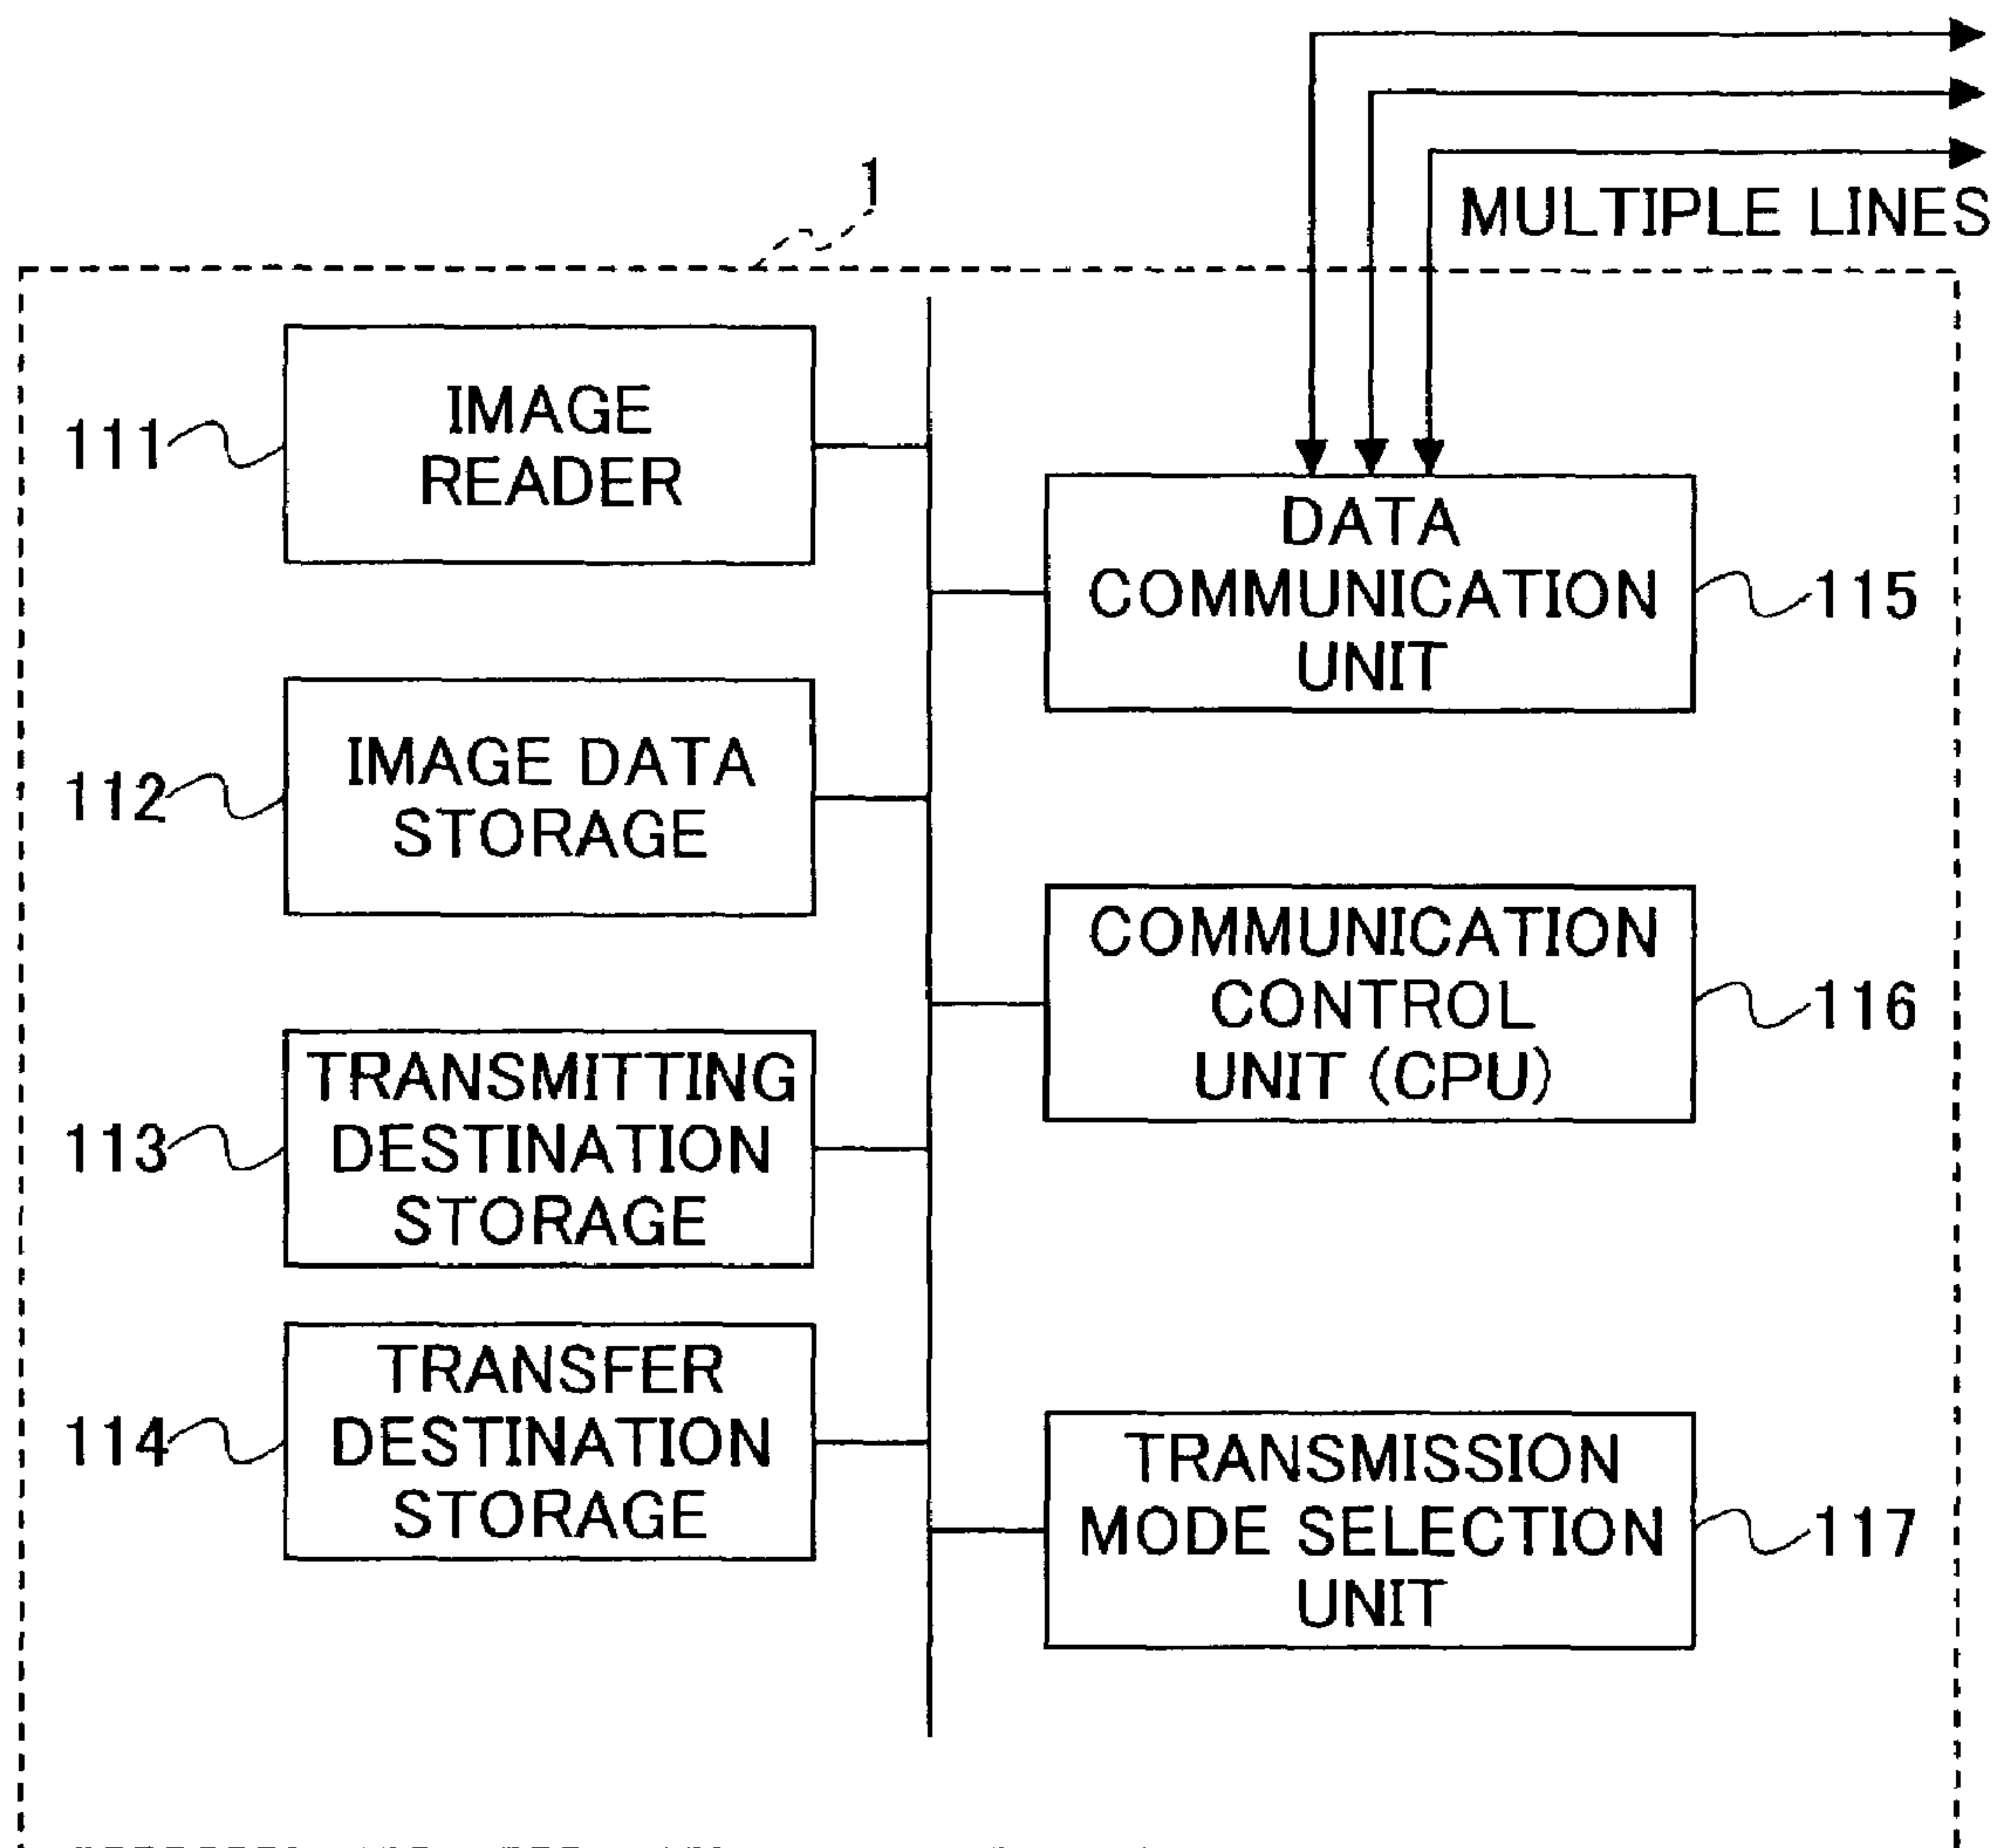 1
MULTIPLE LINES
111
IMAGE
READER
DATA
COMMUNICATION
UNIT
115
112
IMAGE DATA
STORAGE
COMMUNICATION
CONTROL
UNIT (CPU)
116
113
TRANSMITTING
DESTINATION
STORAGE
114
TRANSFER
DESTINATION
STORAGE
TRANSMISSION
MODE SELECTION
UNIT
117